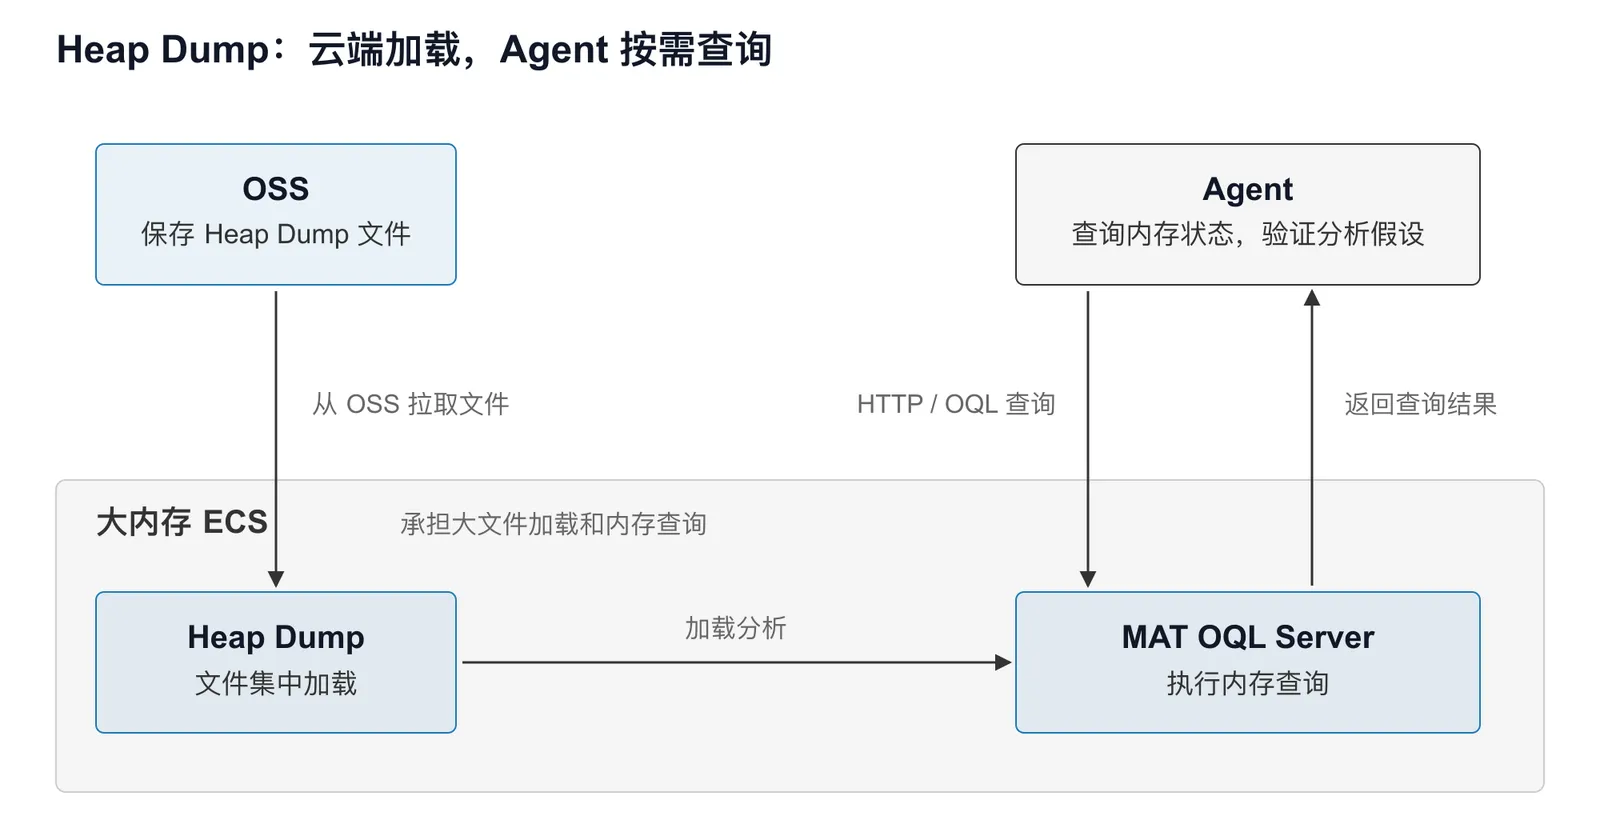 Heap Dump：云端加载，Agent 按需查询
OSS
保存 Heap Dump 文件
Agent
查询内存状态，验证分析假设
从 OSS 拉取文件
HTTP / OQL 查询
返回查询结果
大内存 ECS
承担大文件加载和内存查询
Heap Dump
文件集中加载
加载分析
MAT OQL Server
执行内存查询